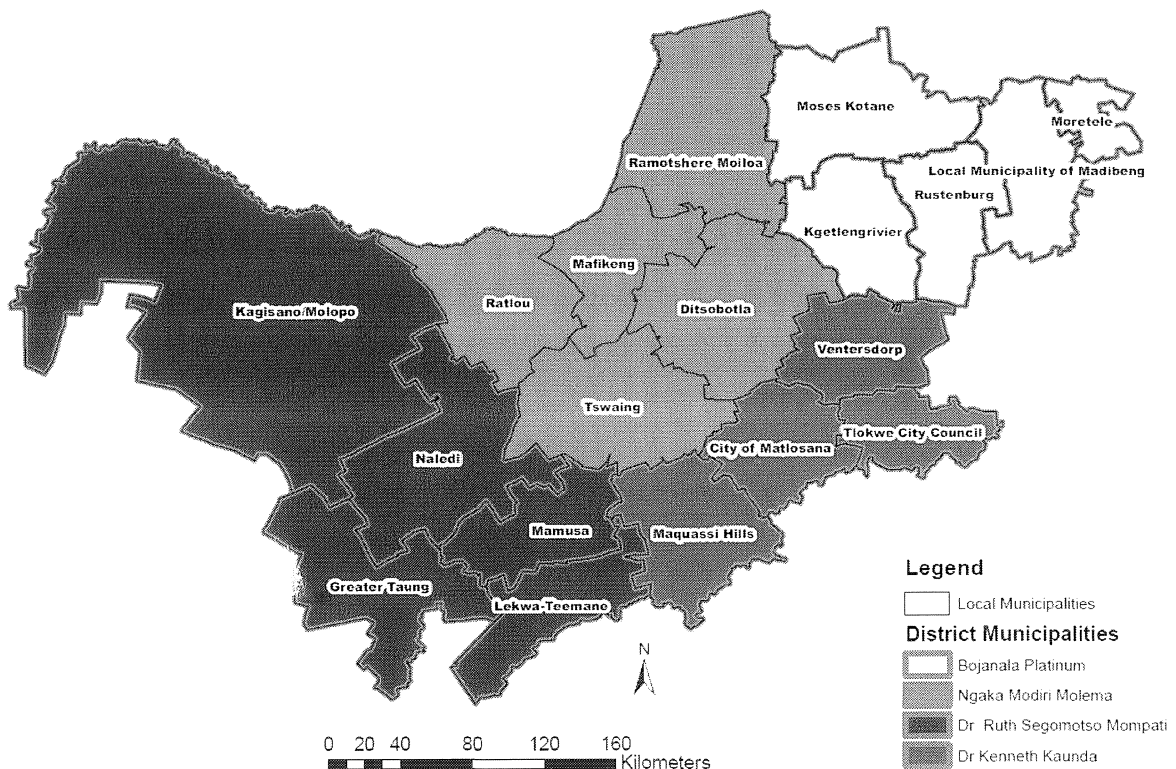 Moses Kotane
Moretele
Ramotshere Moiloa
Local Municipality of Madibeng
Rustenburg
Kgetlengrivier
Mafikeng
Ratlou
Ditsobotla
Kagisano/Molopo
Ventersdorp
Tswaing
Tlokwe City Council
City of Matlosana
Naledi
Mamusa
Maquassi Hills
Greater Taung
Lekwa-Teemane
Legend
Local Municipalities
District Municipalities
Bojanala Platinum
Ngaka Modiri Molema
Dr Ruth Segomotso Mompati
Dr Kenneth Kaunda
N
0 20 40 80 120 160
Kilometers